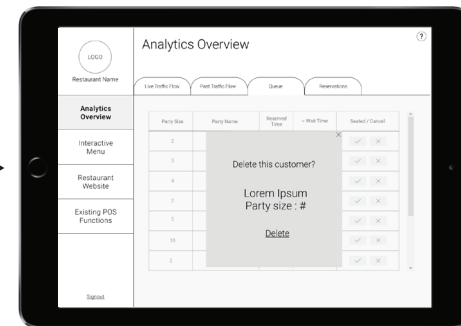 Analytics Overview
?
LOGO
Restaurant Name
Live Traffic Flow
Past Traffic Flow
Queue
Reservations
Analytics
Overview
Interactive
Menu
Restaurant
Website
Existing POS
Functions
Signout
Party Size
Party Name
Reserved
Time
~ Wait Time
Seated / Cancel
2
3
4
7
5
10
2
Delete this customer?
Lorem Ipsum
Party size : #
Delete